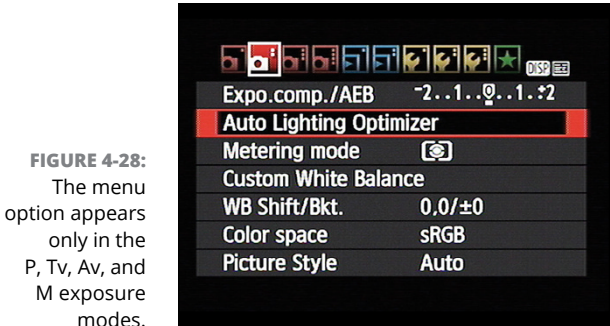 FIGURE 4-28:
The menu
option appears
only in the
P, Tv, Av, and
M exposure
modes.
DISP
Expo.comp./AEB -2..1..0..1.:+2
Auto Lighting Optimizer
Metering mode
Custom White Balance
WB Shift/Bkt. 0,0/±0
Color space sRGB
Picture Style Auto